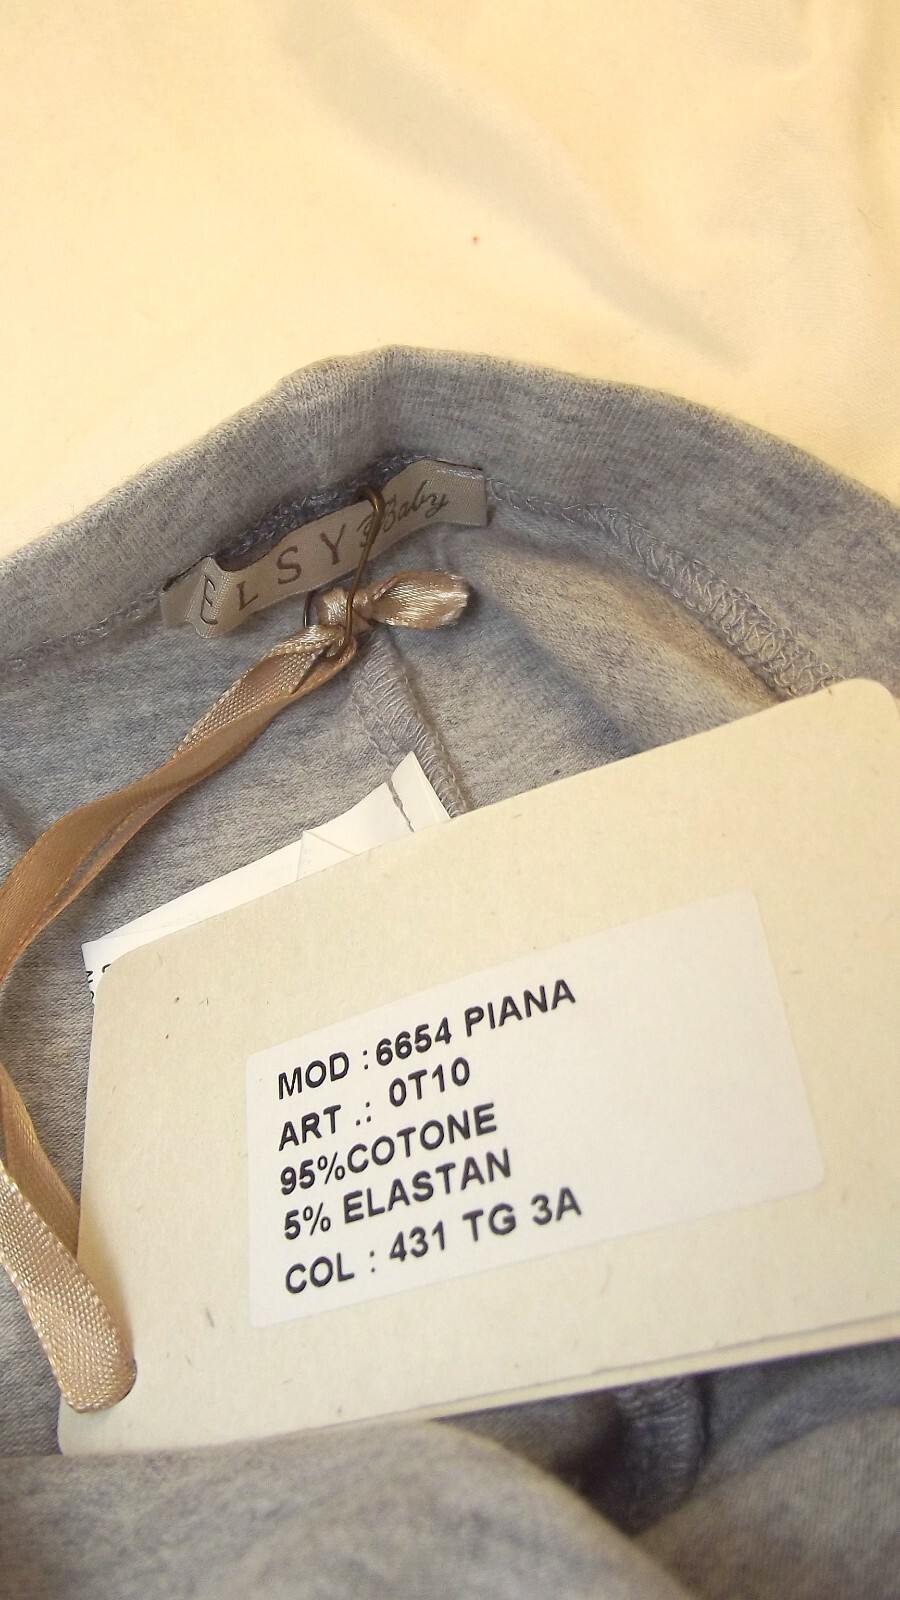 ELSY Baby
MOD : 6654 PIANA
ART .: 0T10
95%COTONE
5% ELASTAN
COL : 431 TG 3A